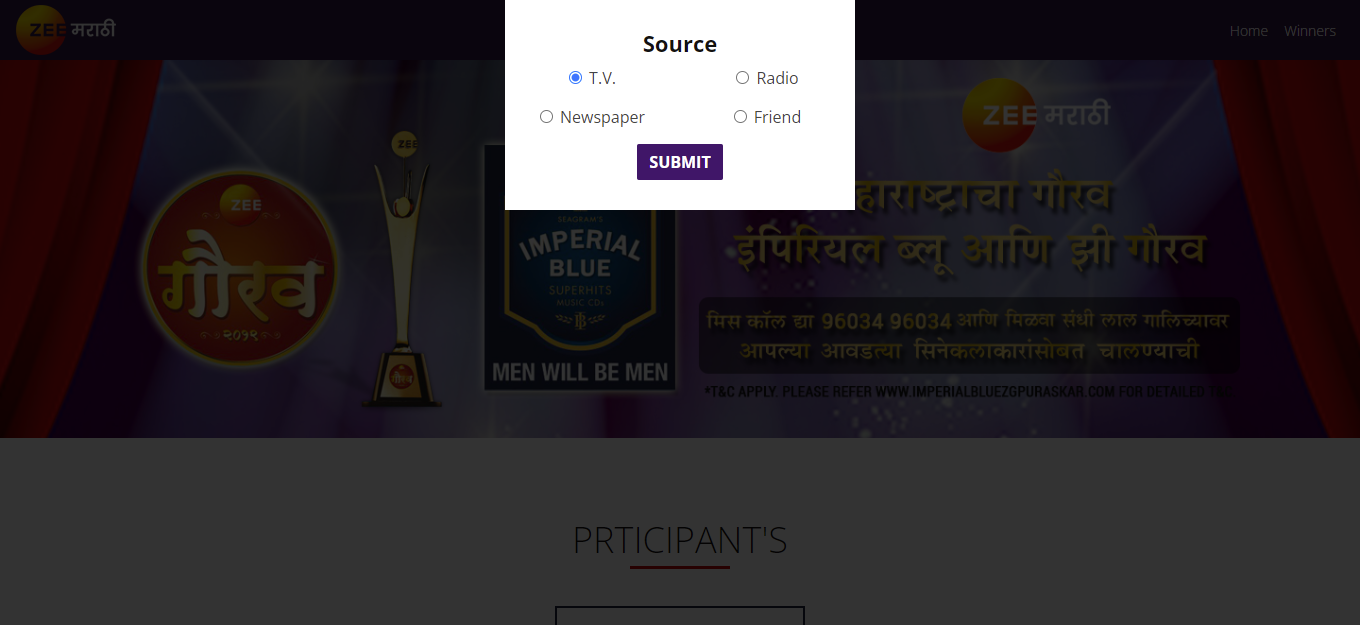 ZEE मराठी
Home Winners
Source
T.V. Radio
Newspaper Friend
SUBMIT
ZEE मराठी
ZEE
ZEE
गौरव
२०१९
गौरव
SEAGRAM'S
IMPERIAL
BLUE
SUPERHITS
MUSIC CDs
IB
MEN WILL BE MEN
हाराष्ट्राचा गौरव
इंपिरियल ब्लू आणि झी गौरव
मिस कॉल द्या 96034 96034 आणि मिळवा संधी लाल गालिच्यावर
आपल्या आवडत्या सिनेकलाकारांसोबत चालण्याची
*T&C APPLY. PLEASE REFER WWW.IMPERIALBLUEZGPURASKAR.COM FOR DETAILED T&C
PRTICIPANT'S